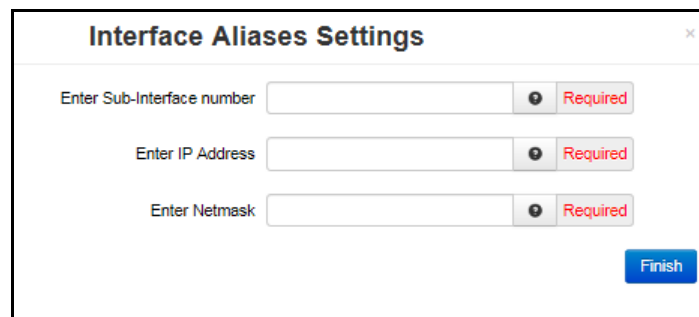 Interface Aliases Settings ×
Enter Sub-Interface number ? Required
Enter IP Address ? Required
Enter Netmask ? Required
Finish